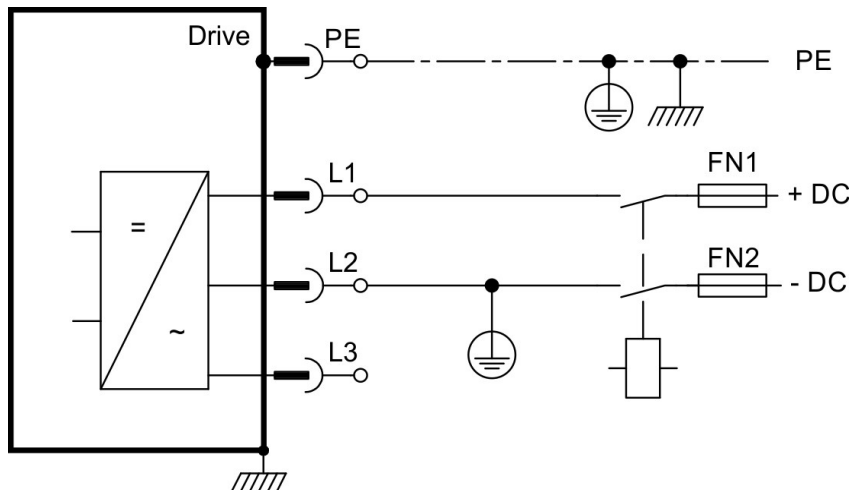 Drive
PE
PE
L1
FN1
+ DC
=
L2
FN2
- DC
~
L3